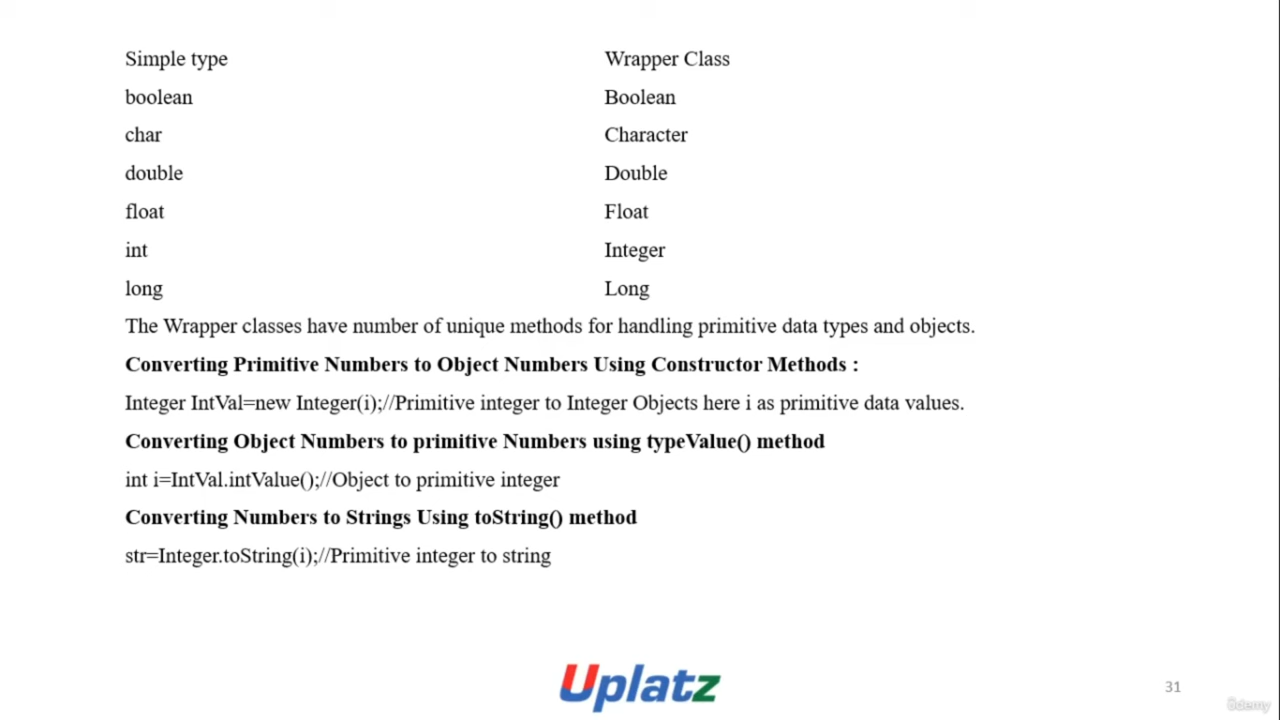 Simple type Wrapper Class
boolean Boolean
char Character
double Double
float Float
int Integer
long Long
The Wrapper classes have number of unique methods for handling primitive data types and objects.
Converting Primitive Numbers to Object Numbers Using Constructor Methods :
Integer IntVal=new Integer(i);//Primitive integer to Integer Objects here i as primitive data values.
Converting Object Numbers to primitive Numbers using typeValue() method
int i=IntVal.intValue();//Object to primitive integer
Converting Numbers to Strings Using toString() method
str=Integer.toString(i);//Primitive integer to string
Uplatz
31
ûdemy